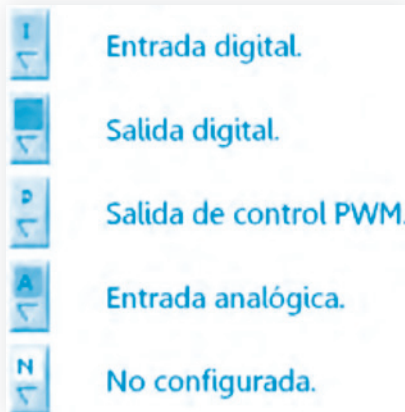 I Entrada digital.
Salida digital.
P Salida de control PWM.
A Entrada analógica.
N No configurada.